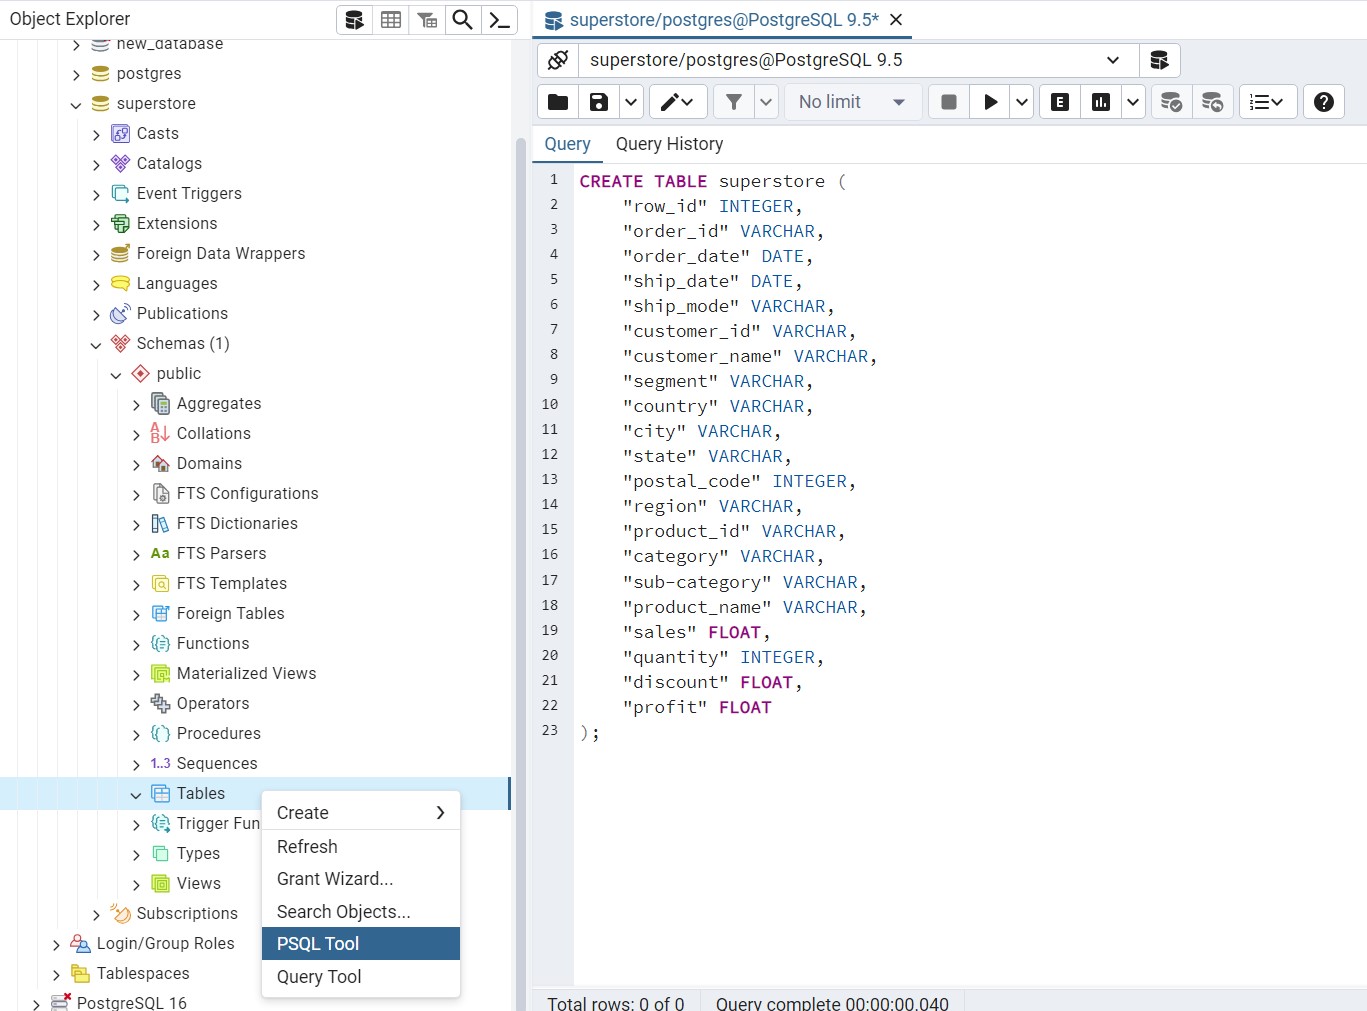 Object Explorer
new_database
postgres
superstore
Casts
Catalogs
Event Triggers
Extensions
Foreign Data Wrappers
Languages
Publications
Schemas (1)
public
Aggregates
Collations
Domains
FTS Configurations
FTS Dictionaries
Aa FTS Parsers
FTS Templates
Foreign Tables
Functions
Materialized Views
Operators
Procedures
1..3 Sequences
Tables
Trigger Fun
Types
Views
Subscriptions
Login/Group Roles
Tablespaces
PostgreSQL 16
Create
Refresh
Grant Wizard...
Search Objects...
PSQL Tool
Query Tool
superstore/postgres@PostgreSQL 9.5*
superstore/postgres@PostgreSQL 9.5
No limit
E
Query Query History
1 CREATE TABLE superstore (
2 "row_id" INTEGER,
3 "order_id" VARCHAR,
4 "order_date" DATE,
5 "ship_date" DATE,
6 "ship_mode" VARCHAR,
7 "customer_id" VARCHAR,
8 "customer_name" VARCHAR,
9 "segment" VARCHAR,
10 "country" VARCHAR,
11 "city" VARCHAR,
12 "state" VARCHAR,
13 "postal_code" INTEGER,
14 "region" VARCHAR,
15 "product_id" VARCHAR,
16 "category" VARCHAR,
17 "sub-category" VARCHAR,
18 "product_name" VARCHAR,
19 "sales" FLOAT,
20 "quantity" INTEGER,
21 "discount" FLOAT,
22 "profit" FLOAT
23 );
Total rows: 0 of 0 Query complete 00:00:00.040